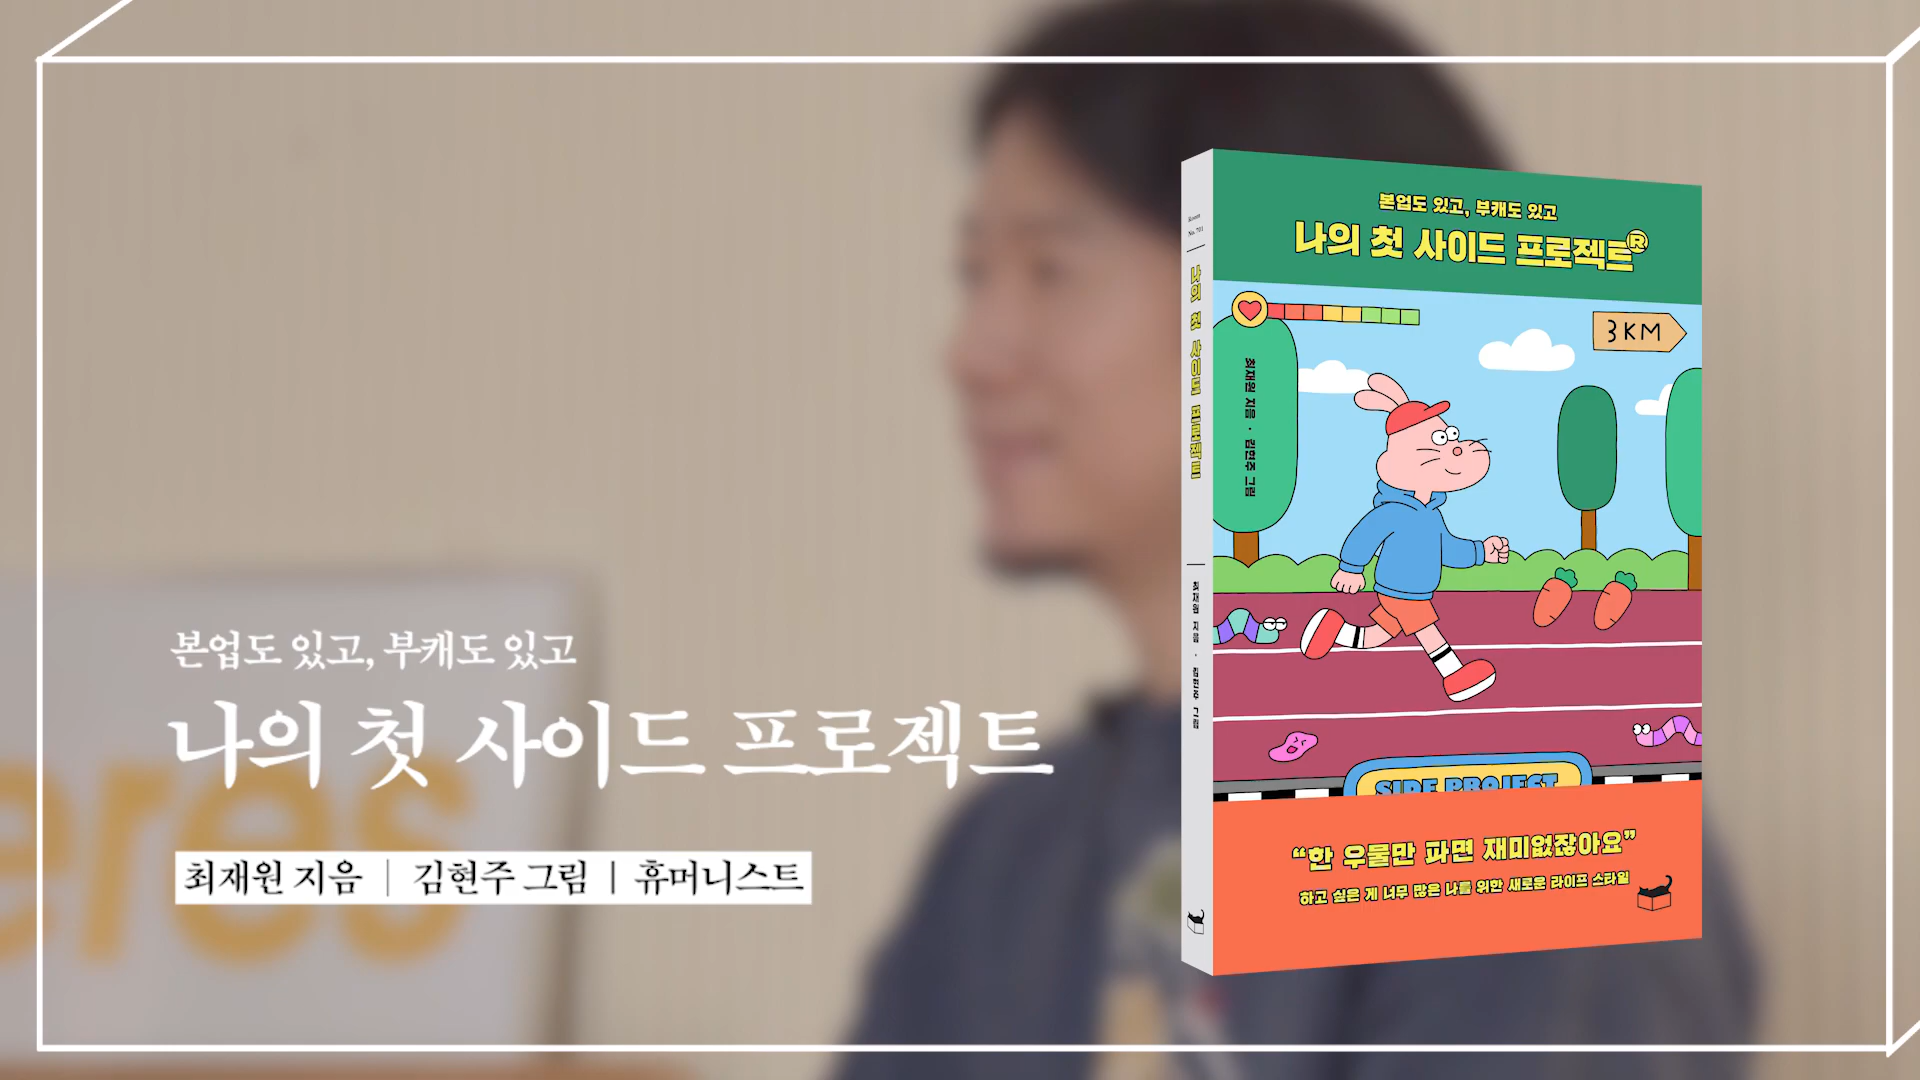 본업도 있고, 부캐도 있고
나의 첫 사이드 프로젝트
최재원 지음 | 김현주 그림 | 휴머니스트
eres
Room No. 701
나의 첫 사이드 프로젝트
최재원 지음 · 김현주 그림
본업도 있고, 부캐도 있고
나의 첫 사이드 프로젝트®
3KM
최재원 지음 · 김현주 그림
SIDE PROJECT
“한 우물만 파면 재미없잖아요”
하고 싶은 게 너무 많은 나를 위한 새로운 라이프 스타일